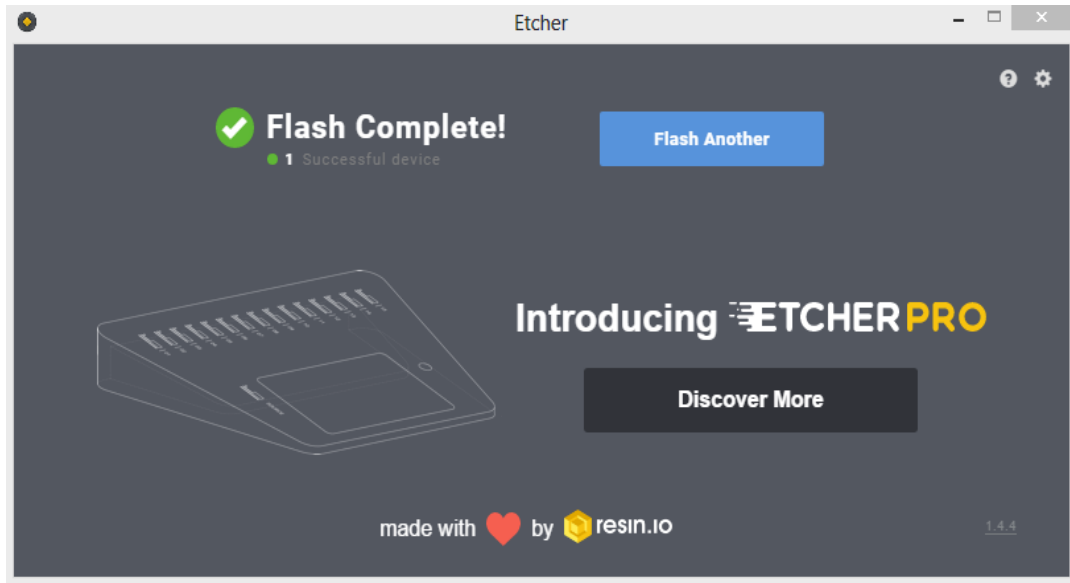 Etcher
Flash Complete!
1 Successful device
Flash Another
Introducing ETCHER PRO
Discover More
made with by resin.io
1.4.4